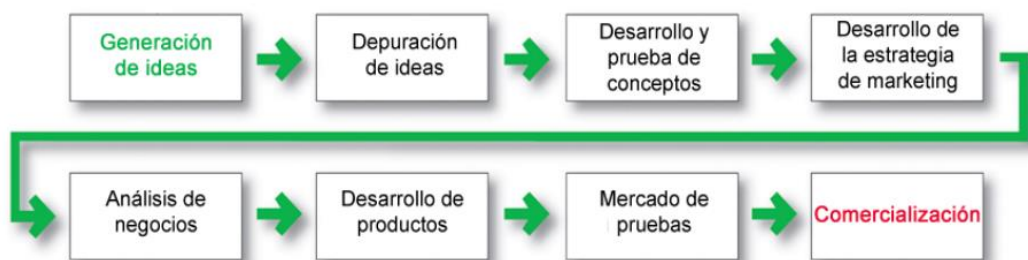 Generación
de ideas
Depuración
de ideas
Desarrollo y
prueba de
conceptos
Desarrollo de
la estrategia
de marketing
Análisis de
negocios
Desarrollo de
productos
Mercado de
pruebas
Comercialización